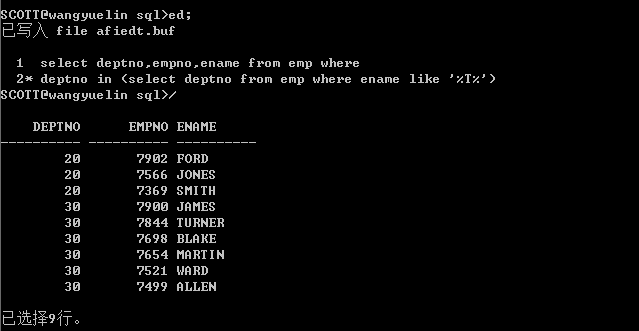 SCOTT@wangyuelin sql>ed;
已写入 file afiedt.buf
1 select deptno,empno,ename from emp where
2* deptno in (select deptno from emp where ename like '%T%')
SCOTT@wangyuelin sql>/
DEPTNO EMPNO ENAME
---------- ---------- ----------
20 7902 FORD
20 7566 JONES
20 7369 SMITH
30 7900 JAMES
30 7844 TURNER
30 7698 BLAKE
30 7654 MARTIN
30 7521 WARD
30 7499 ALLEN
已选择9行。